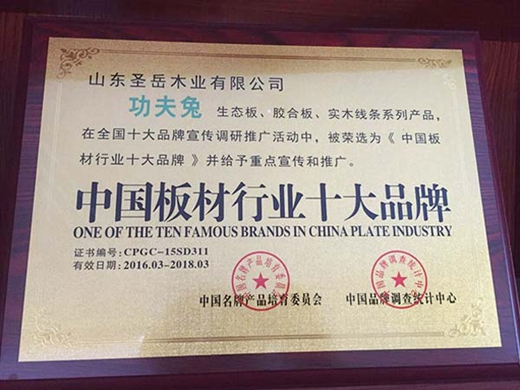 山东圣岳木业有限公司
功夫兔 生态板、胶合板、实木线条系列产品，
在全国十大品牌宣传调研推广活动中，被荣选为《中国板
材行业十大品牌》并给予重点宣传和推广。
中国板材行业十大品牌
ONE OF THE TEN FAMOUS BRANDS IN CHINA PLATE INDUSTRY
证书编号：CPGC-15SD311
有效日期：2016.03-2018.03
中国名牌产品培育委员会 中国品牌调查统计中心